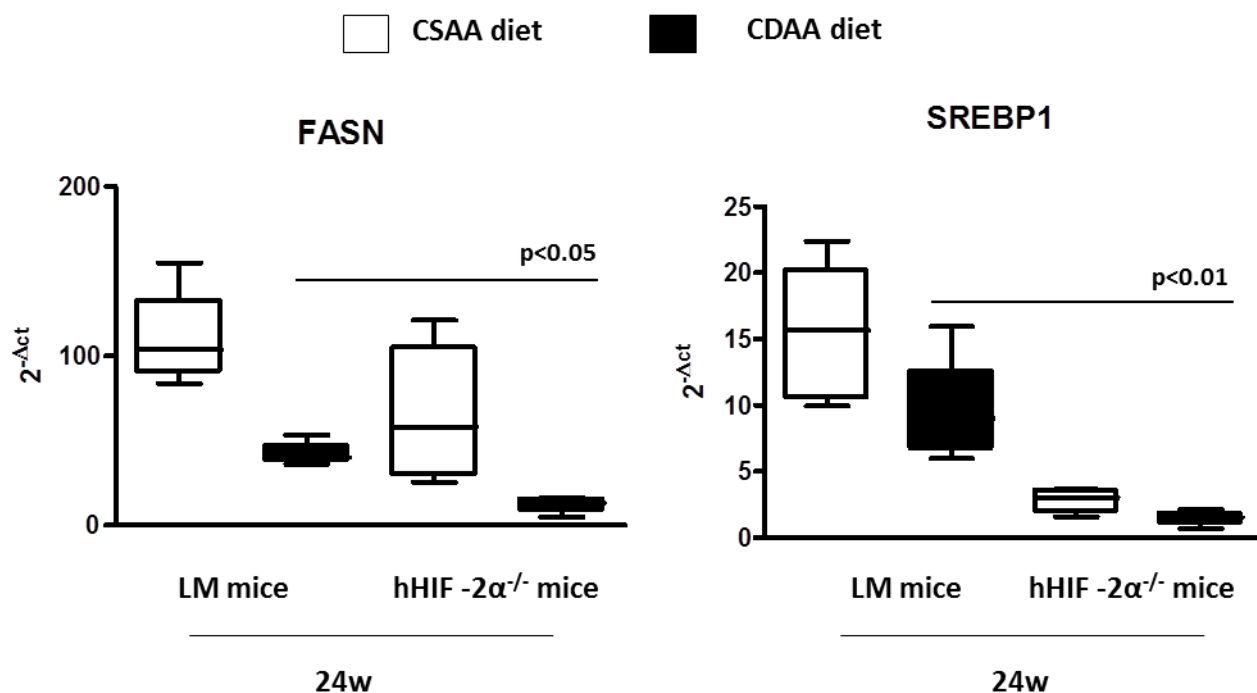 CSAA diet
CDAA diet
FASN
200
100
0
2^-Δct
p<0.05
LM mice
hHIF -2α^-/- mice
24w
SREBP1
25
20
15
10
5
0
2^-Δct
p<0.01
LM mice
hHIF -2α^-/- mice
24w